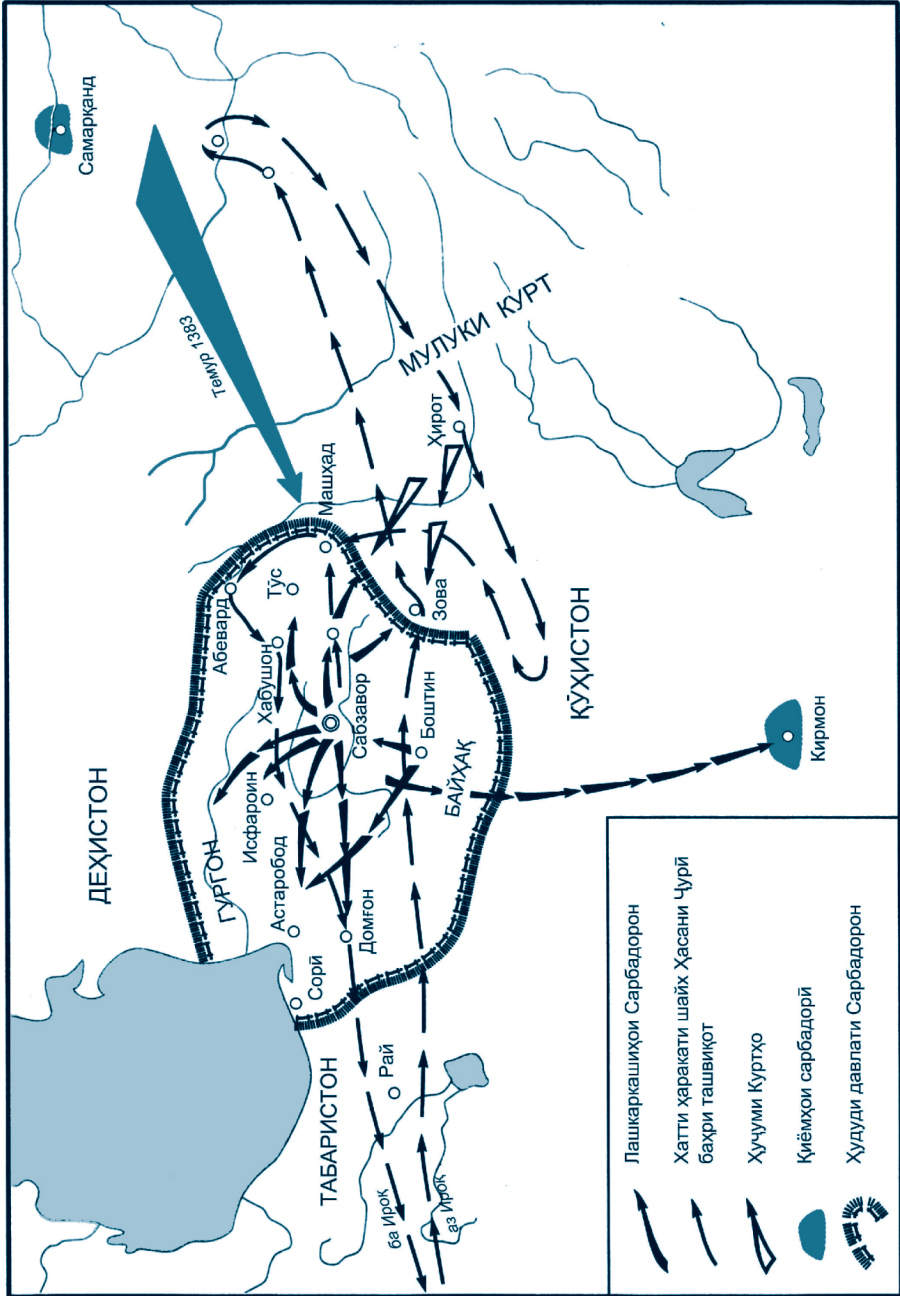 Самарқанд
Темур 1383
МУЛУКИ КУРТ
ДЕҲИСТОН
Абевард
Машҳад
Тӯс
Хабушон
Ҳирот
Зова
ГУРГОН
Исфароин
Сабзавор
Боштин
БАЙҲАҚ
ҚӮҲИСТОН
Астаробод
Домғон
Сорӣ
ТАБАРИСТОН
Рай
ба Ироқ
аз Ироқ
Кирмон
Лашкаркашиҳои Сарбадорон
Хатти ҳаракати шайх Ҳасани Ҷурӣ
баҳри ташвиқот
Ҳуҷуми Куртҳо
Қиёмҳои сарбадорӣ
Ҳудуди давлати Сарбадорон